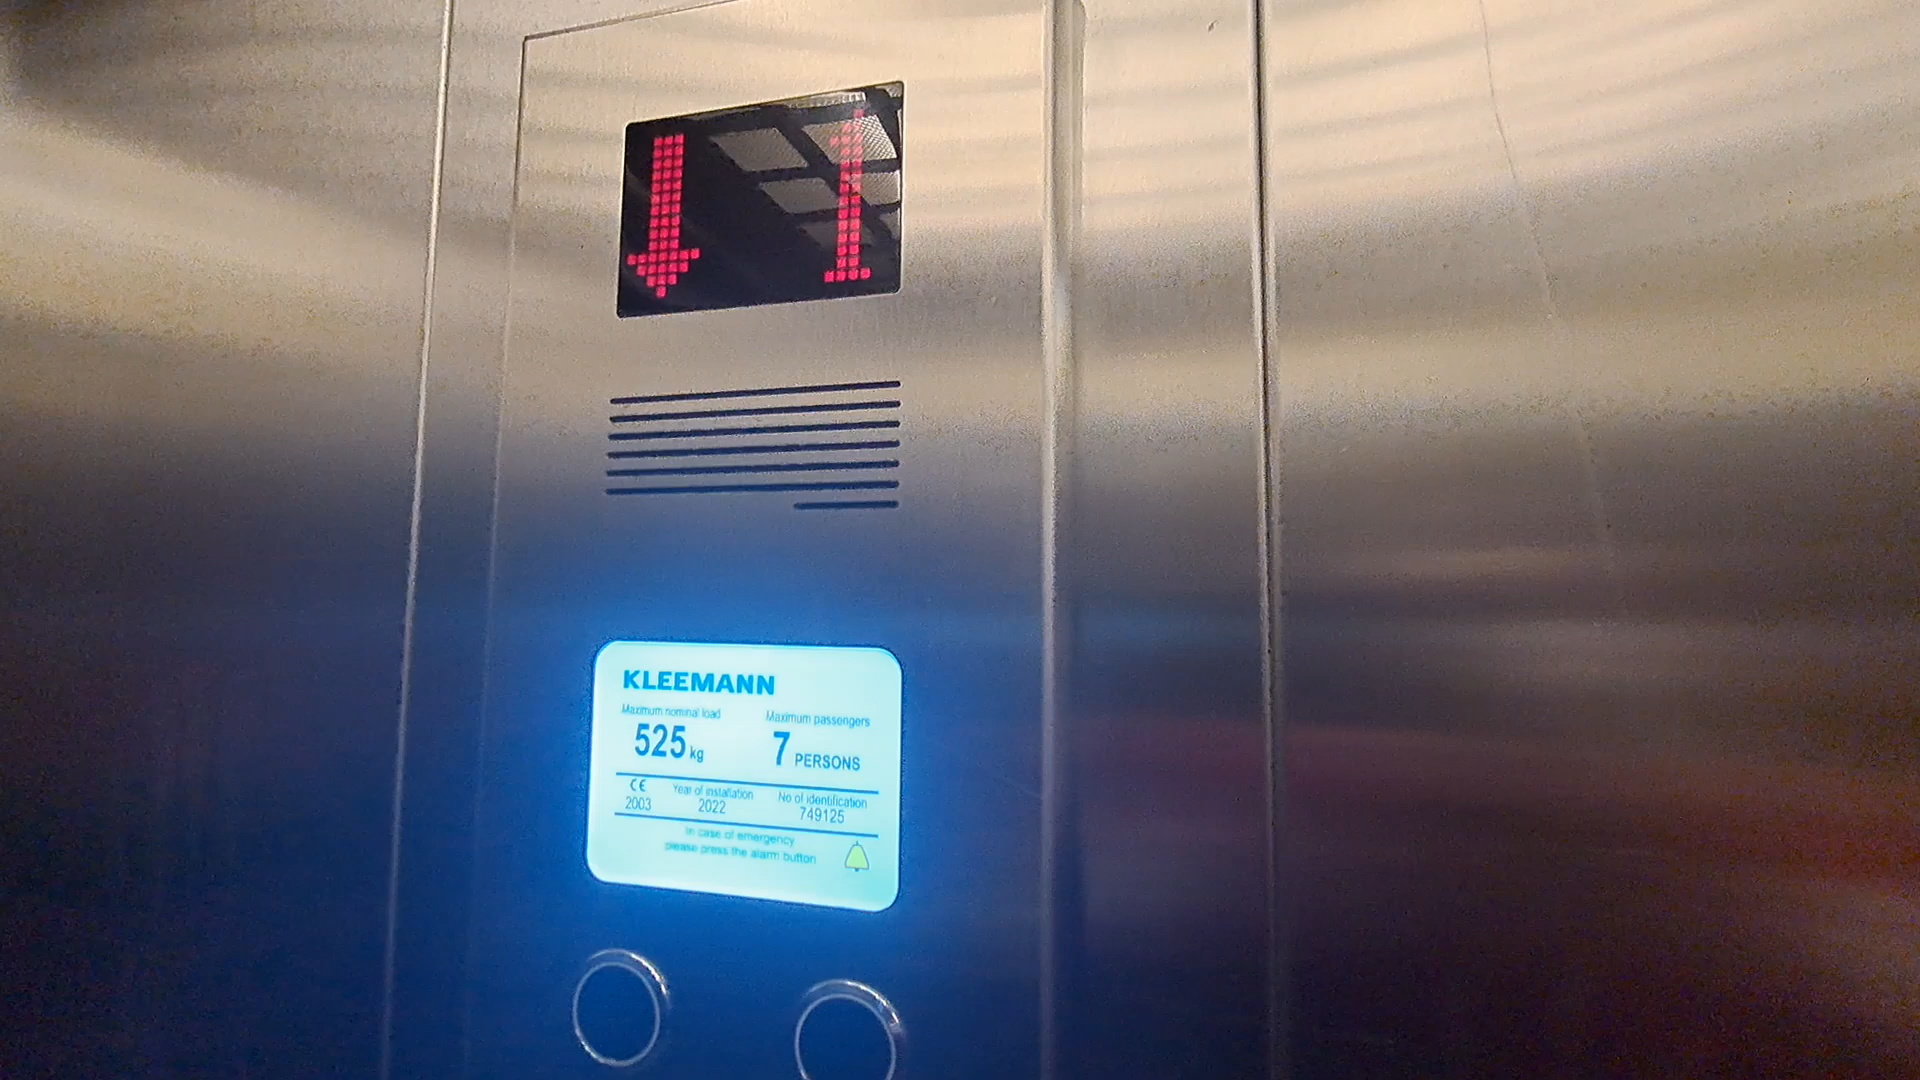 1
KLEEMANN
Maximum nominal load
525 kg
Maximum passengers
7 PERSONS
CE
2003
Year of installation
2022
No of identification
749125
In case of emergency
please press the alarm button